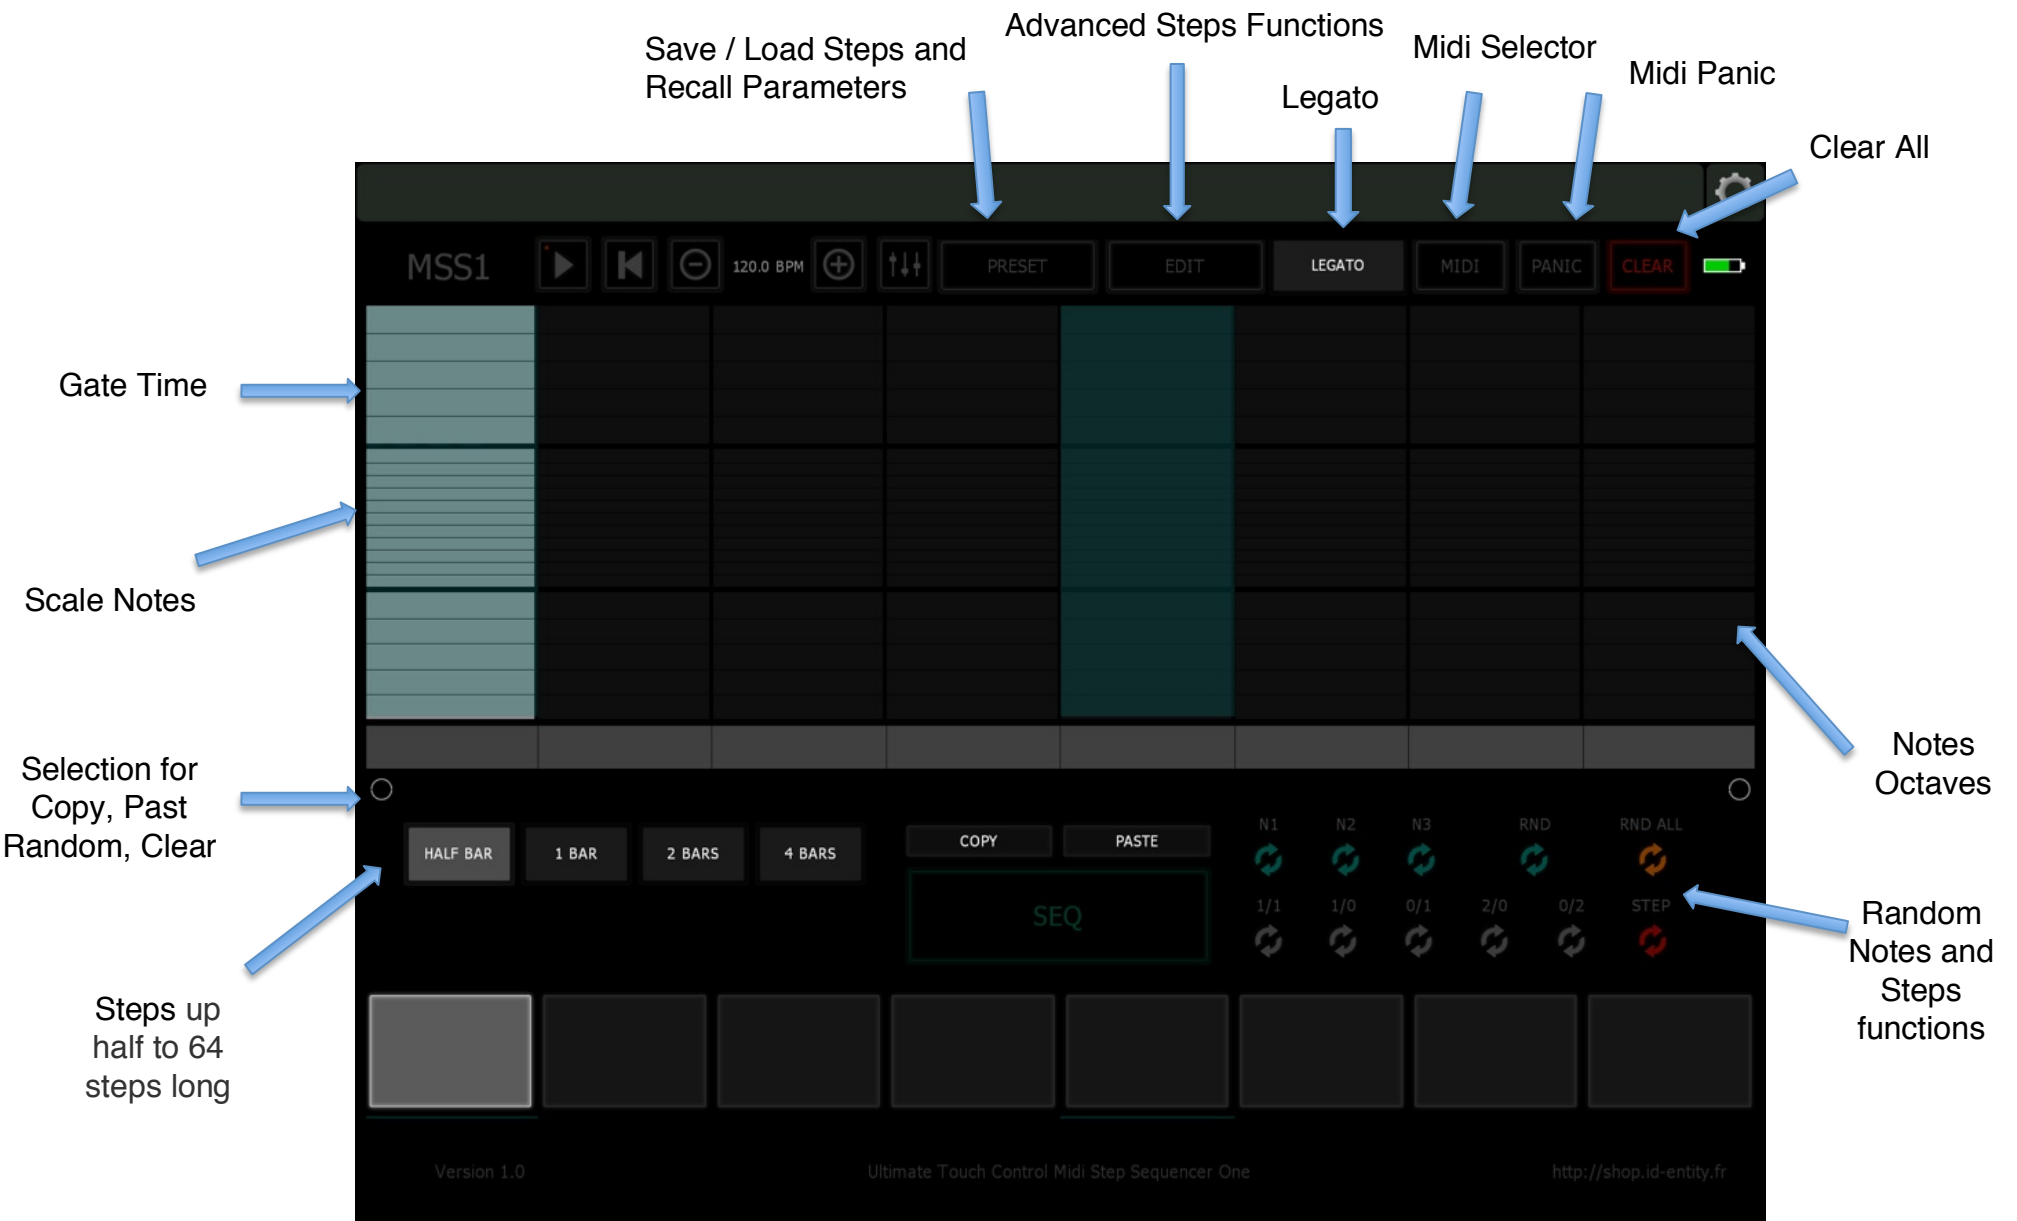 Advanced Steps Functions
Save / Load Steps and
Recall Parameters
Midi Selector
Midi Panic
Legato
Clear All
MSS1
120.0 BPM
PRESET
EDIT
LEGATO
MIDI
PANIC
CLEAR
Gate Time
Scale Notes
Notes
Octaves
Selection for
Copy, Past
Random, Clear
HALF BAR
1 BAR
2 BARS
4 BARS
COPY
PASTE
SEQ
N1
N2
N3
RND
RND ALL
1/1
1/0
0/1
2/0
0/2
STEP
Random
Notes and
Steps
functions
Steps up
half to 64
steps long
Version 1.0
Ultimate Touch Control Midi Step Sequencer One
http://shop.id-entity.fr